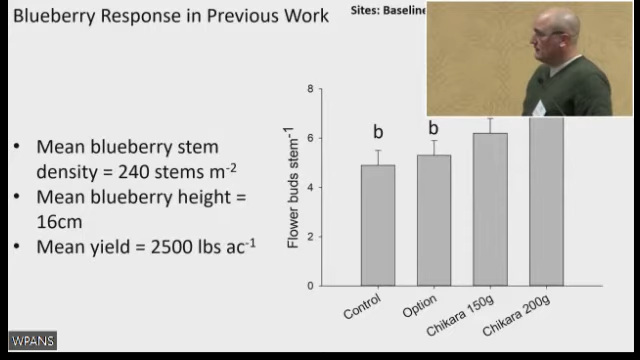 Blueberry Response in Previous Work
Sites: Baseline
• Mean blueberry stem
density = 240 stems m⁻²
• Mean blueberry height =
16cm
• Mean yield = 2500 lbs ac⁻¹
Flower buds stem⁻¹
8
6
4
2
0
b
b
Control
Option
Chikara 150g
Chikara 200g
WPANS